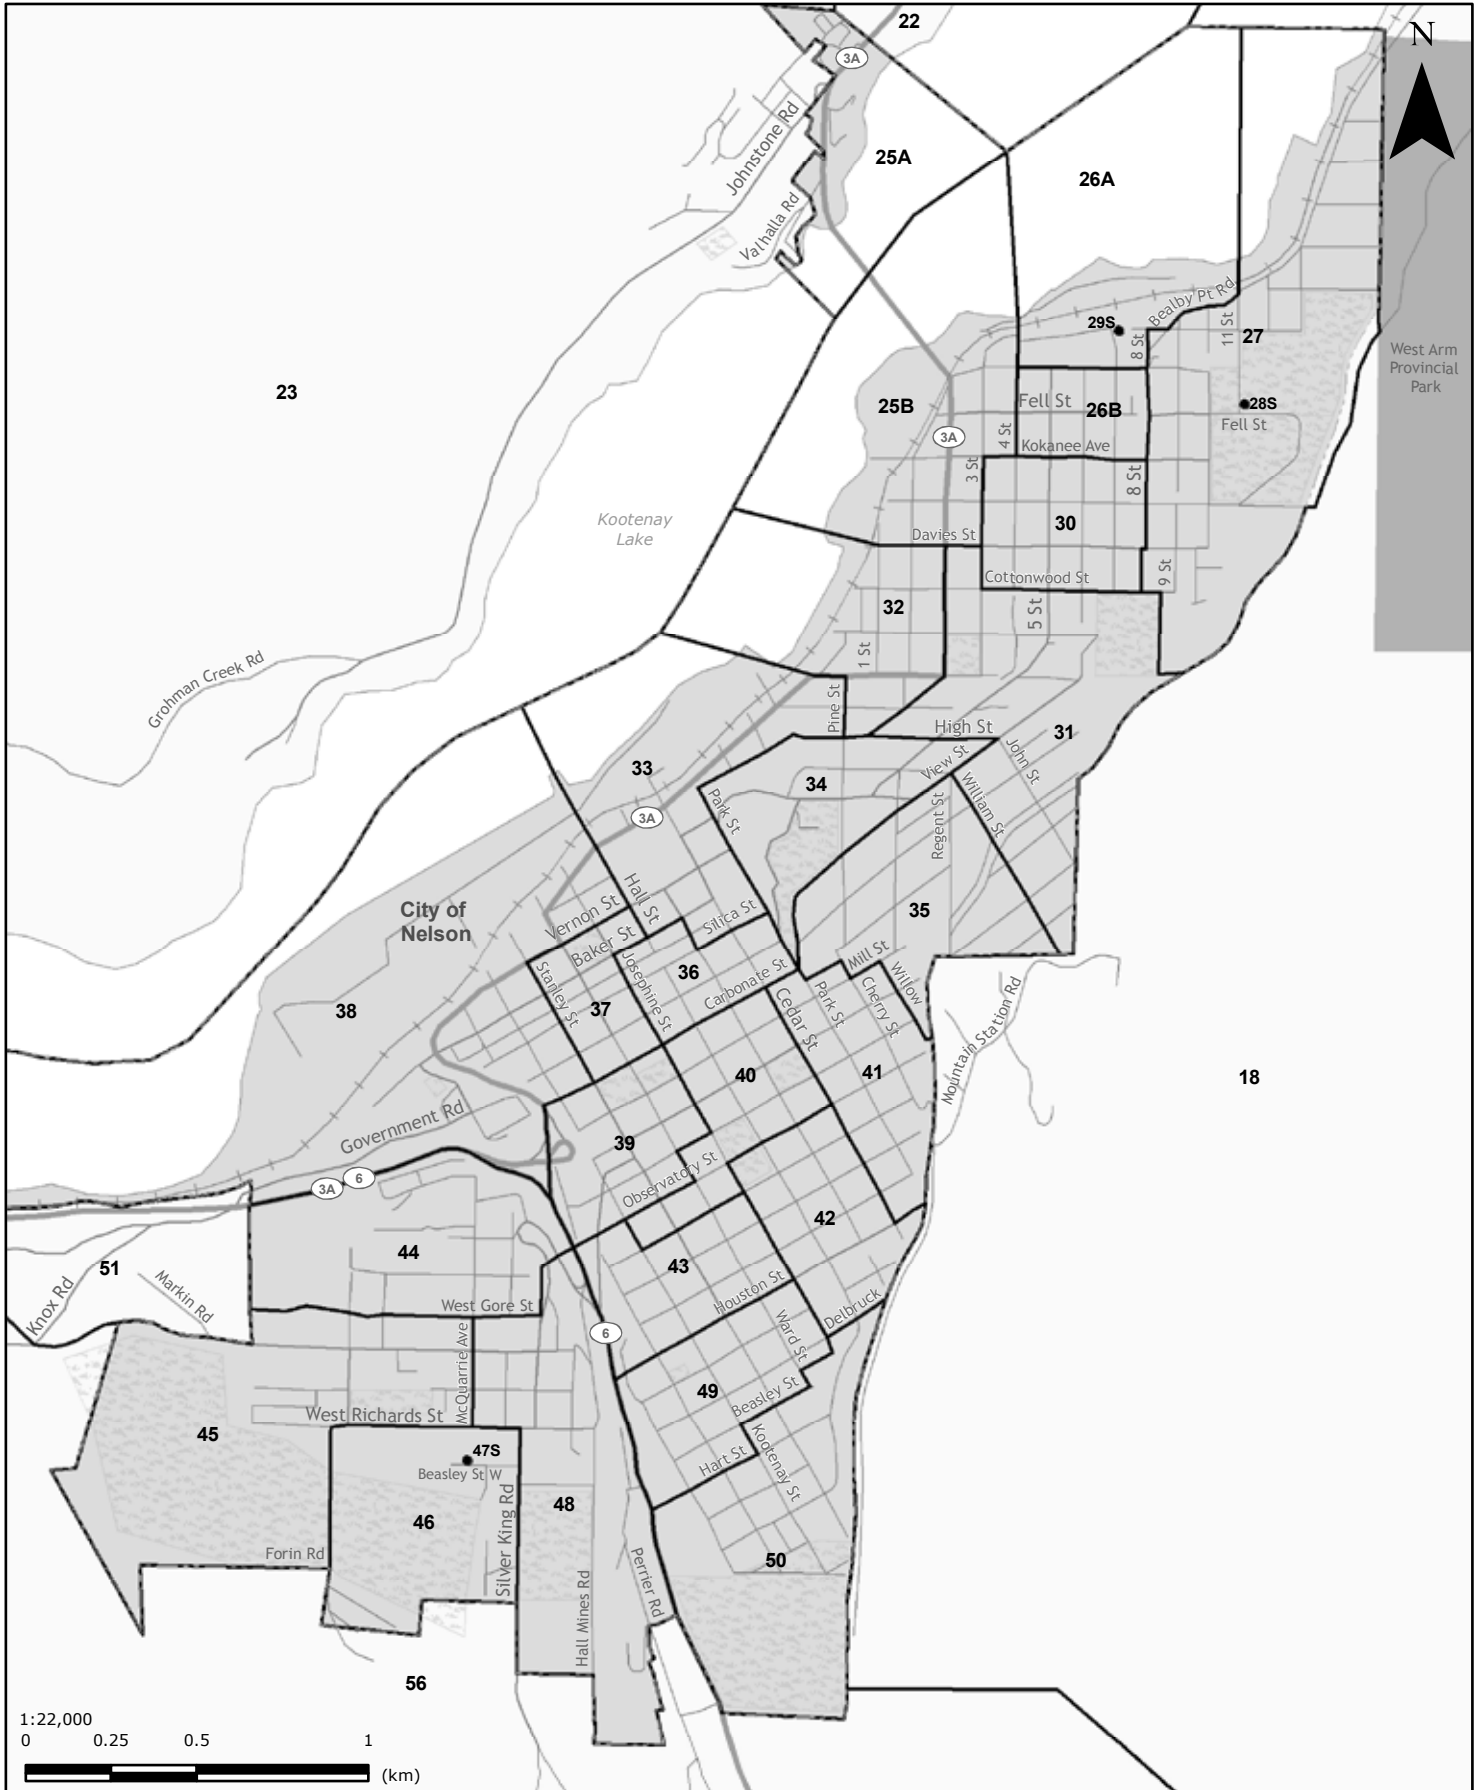 22
N
3A
Johnstone Rd
25A
26A
Valhalla Rd
Bealby Pt Rd
29S
8 St
11 St
27
West Arm
Provincial
Park
23
25B
Fell St
26B
28S
Fell St
3A
4 St
Kokanee Ave
3 St
8 St
Kootenay
Lake
30
Davies St
9 St
Cottonwood St
32
5 St
1 St
Grohman Creek Rd
Pine St
High St
31
33
View St
John St
34
Park St
William St
3A
Regent St
Hall St
City of
Nelson
Vernon St
Silica St
35
Baker St
Mill St
36
Josephine St
Stanley St
Carbonate St
Willow
Cedar St
Park St
Cherry St
38
37
Mountain Station Rd
40
41
18
Government Rd
39
Observatory St
6
3A
42
44
43
51
Knox Rd
Markin Rd
West Gore St
Houston St
Delbruck
6
Ward St
McQuarrie Ave
49
Beasley St
West Richards St
45
Kootenay St
47S
Hart St
Beasley St W
46
48
Silver King Rd
Forin Rd
50
Perrier Rd
Hall Mines Rd
56
1:22,000
0 0.25 0.5 1
(km)